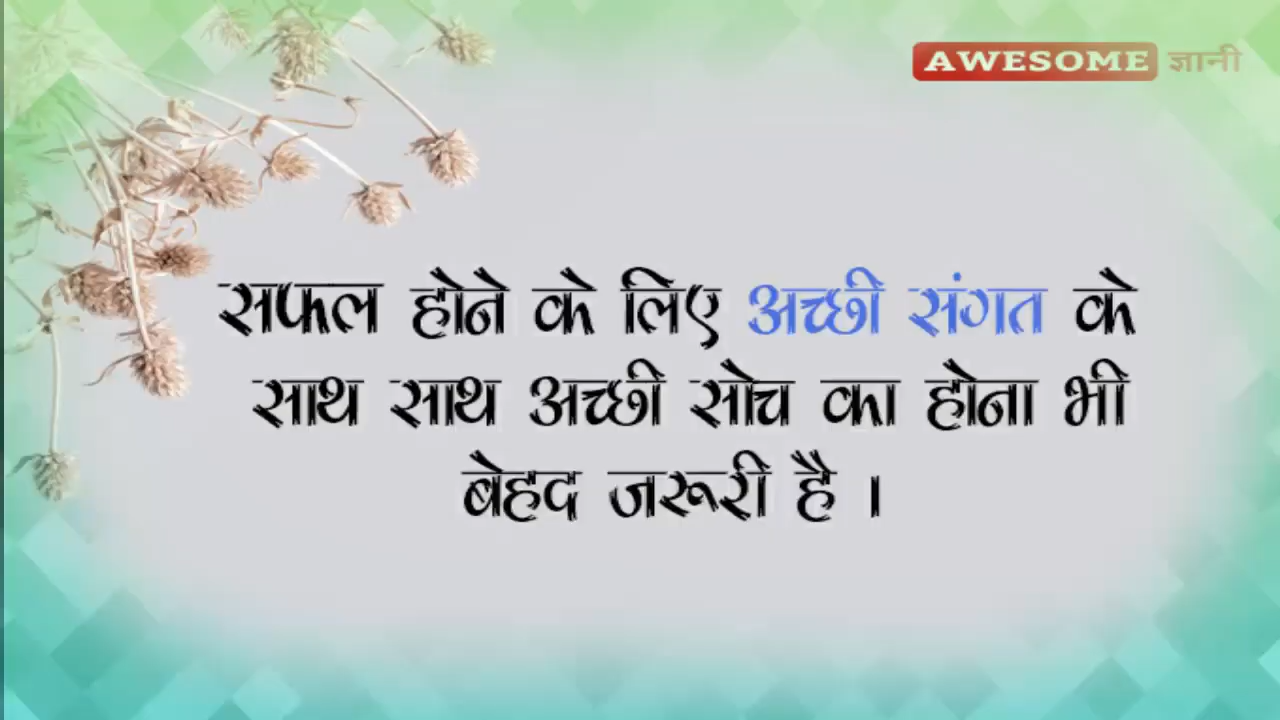 AWESOME ज्ञानी
सफल होने के लिए अच्छी संगत के
साथ साथ अच्छी सोच का होना भी
बेहद जरूरी है ।